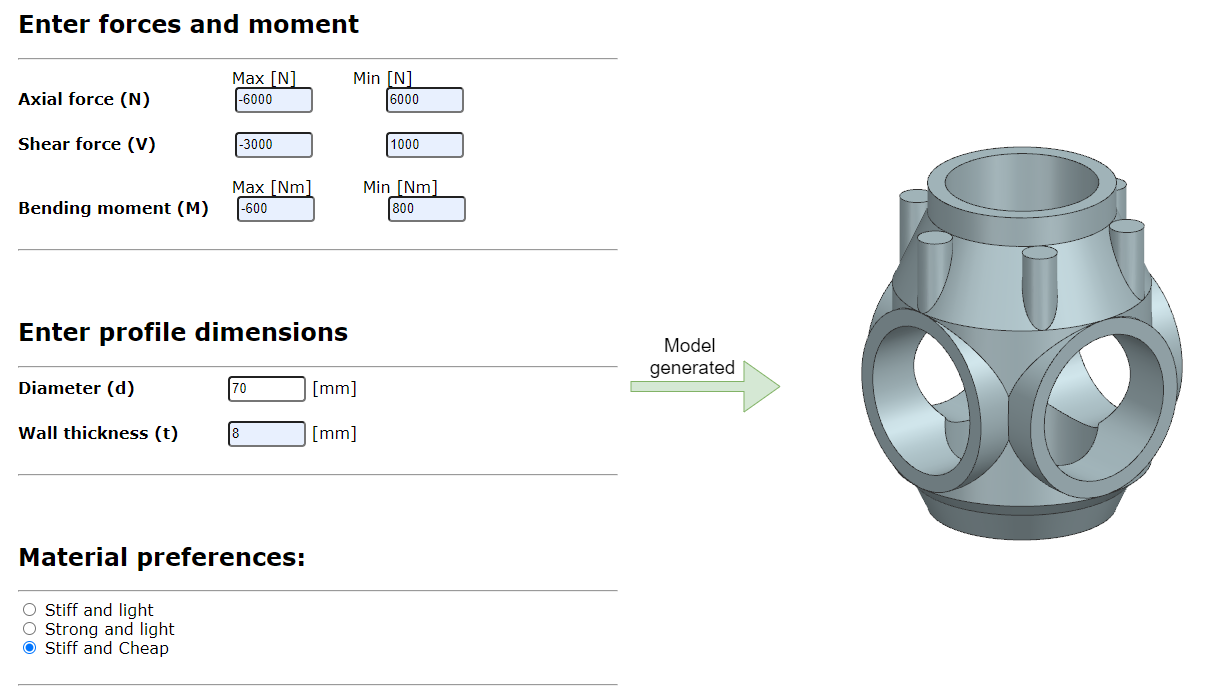 Enter forces and moment
Max [N] Min [N]
Axial force (N) -6000 6000
Shear force (V) -3000 1000
Max [Nm] Min [Nm]
Bending moment (M) -600 800
Enter profile dimensions
Diameter (d) 70 [mm]
Wall thickness (t) 8 [mm]
Model
generated
Material preferences:
Stiff and light
Strong and light
Stiff and Cheap